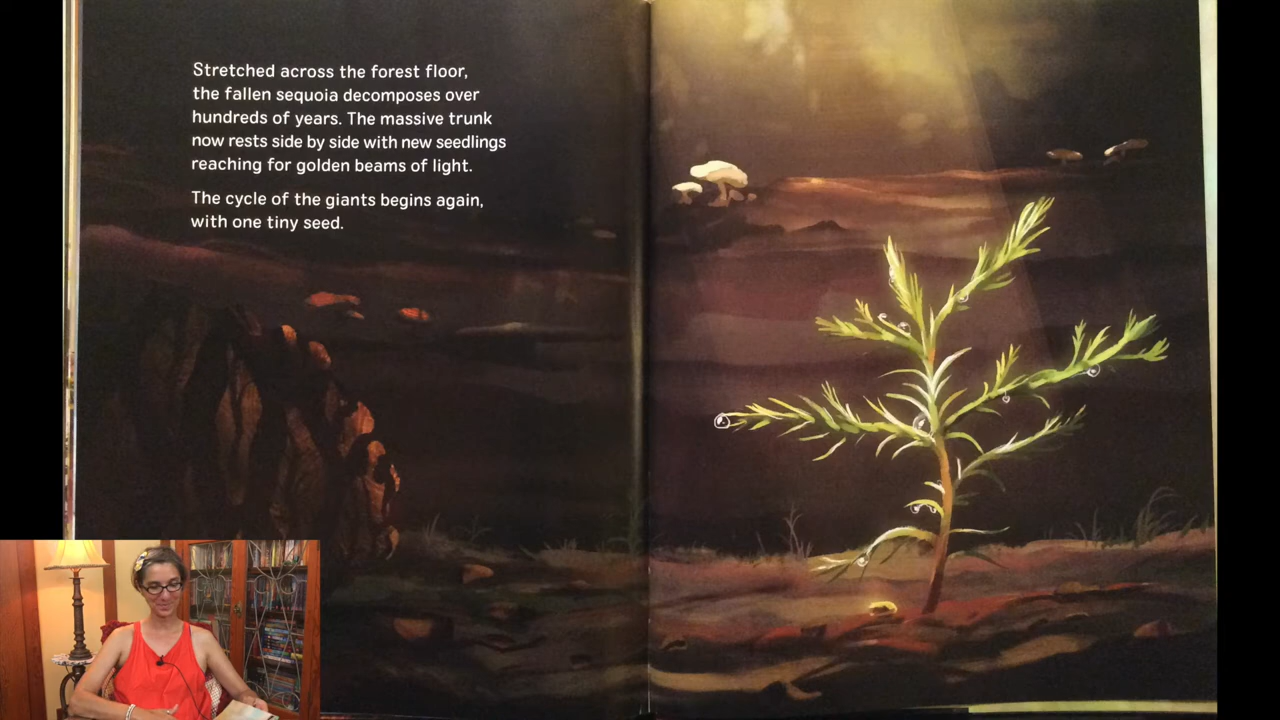 Stretched across the forest floor,
the fallen sequoia decomposes over
hundreds of years. The massive trunk
now rests side by side with new seedlings
reaching for golden beams of light.
The cycle of the giants begins again,
with one tiny seed.